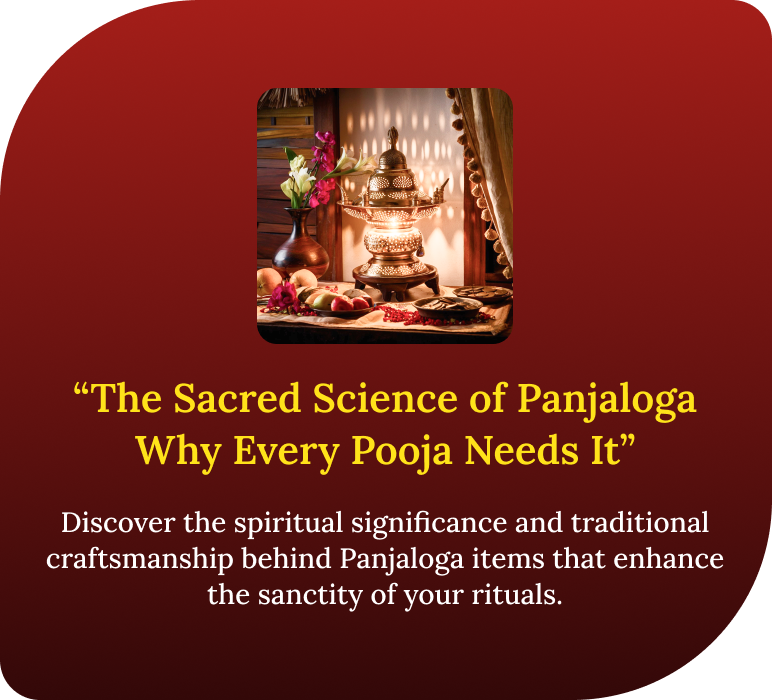 “The Sacred Science of Panjaloga
Why Every Pooja Needs It”
Discover the spiritual significance and traditional
craftsmanship behind Panjaloga items that enhance
the sanctity of your rituals.